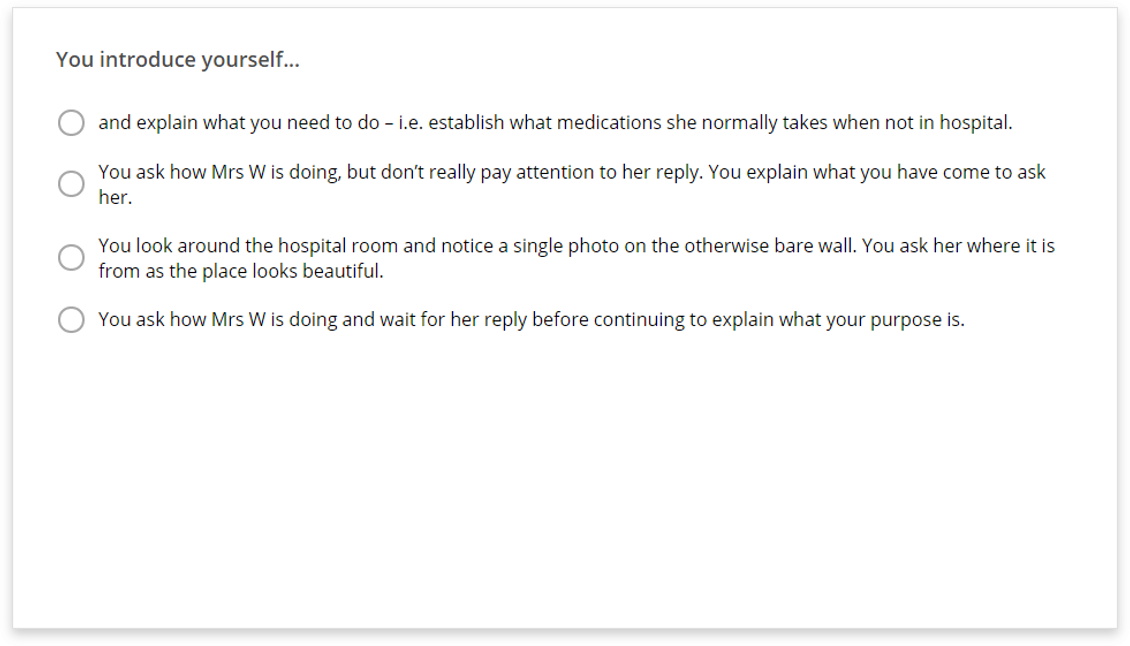 You introduce yourself...
and explain what you need to do – i.e. establish what medications she normally takes when not in hospital.
You ask how Mrs W is doing, but don’t really pay attention to her reply. You explain what you have come to ask
her.
You look around the hospital room and notice a single photo on the otherwise bare wall. You ask her where it is
from as the place looks beautiful.
You ask how Mrs W is doing and wait for her reply before continuing to explain what your purpose is.